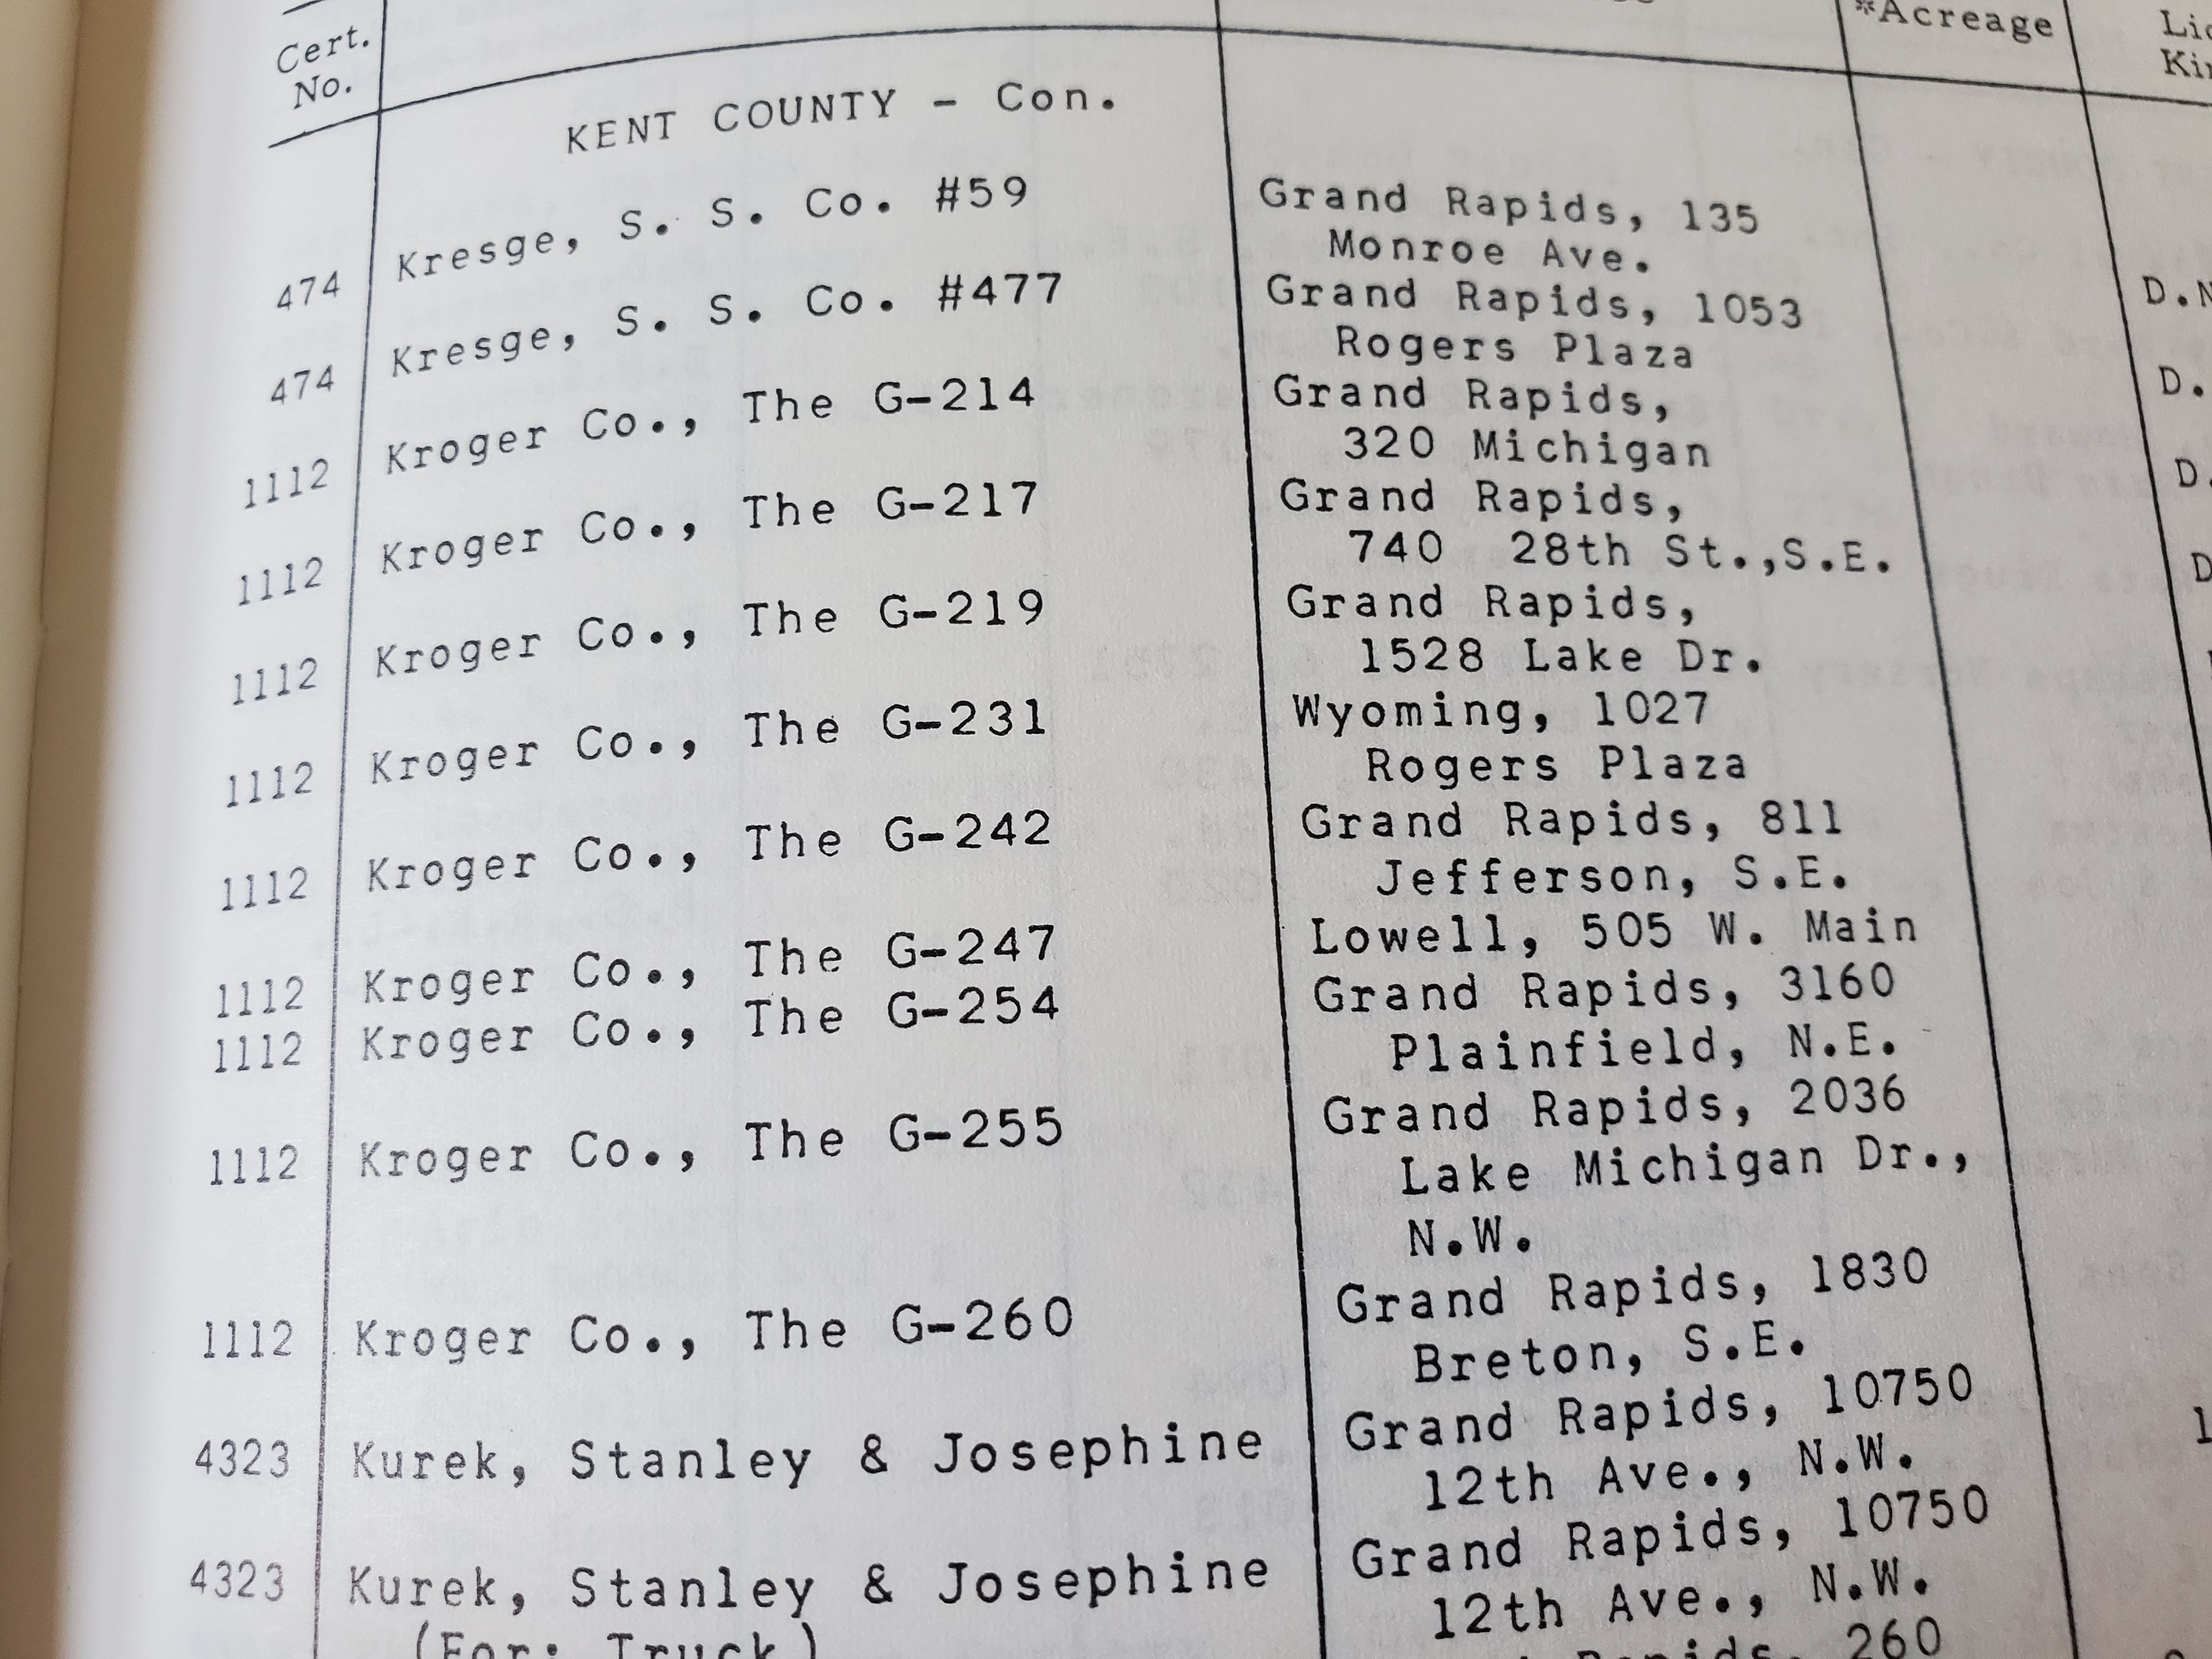 Cert.
No.
*Acreage
KENT COUNTY - Con.
474 Kresge, S. S. Co. #59 Grand Rapids, 135
Monroe Ave.
474 Kresge, S. S. Co. #477 Grand Rapids, 1053
Rogers Plaza
1112 Kroger Co., The G-214 Grand Rapids,
320 Michigan
1112 Kroger Co., The G-217 Grand Rapids,
740 28th St.,S.E.
1112 Kroger Co., The G-219 Grand Rapids,
1528 Lake Dr.
1112 Kroger Co., The G-231 Wyoming, 1027
Rogers Plaza
1112 Kroger Co., The G-242 Grand Rapids, 811
Jefferson, S.E.
1112 Kroger Co., The G-247 Lowell, 505 W. Main
1112 Kroger Co., The G-254 Grand Rapids, 3160
Plainfield, N.E.
1112 Kroger Co., The G-255 Grand Rapids, 2036
Lake Michigan Dr.,
N.W.
1112 Kroger Co., The G-260 Grand Rapids, 1830
Breton, S.E.
4323 Kurek, Stanley & Josephine Grand Rapids, 10750
12th Ave., N.W.
4323 Kurek, Stanley & Josephine Grand Rapids, 10750
(For: Truck) 12th Ave., N.W.
260